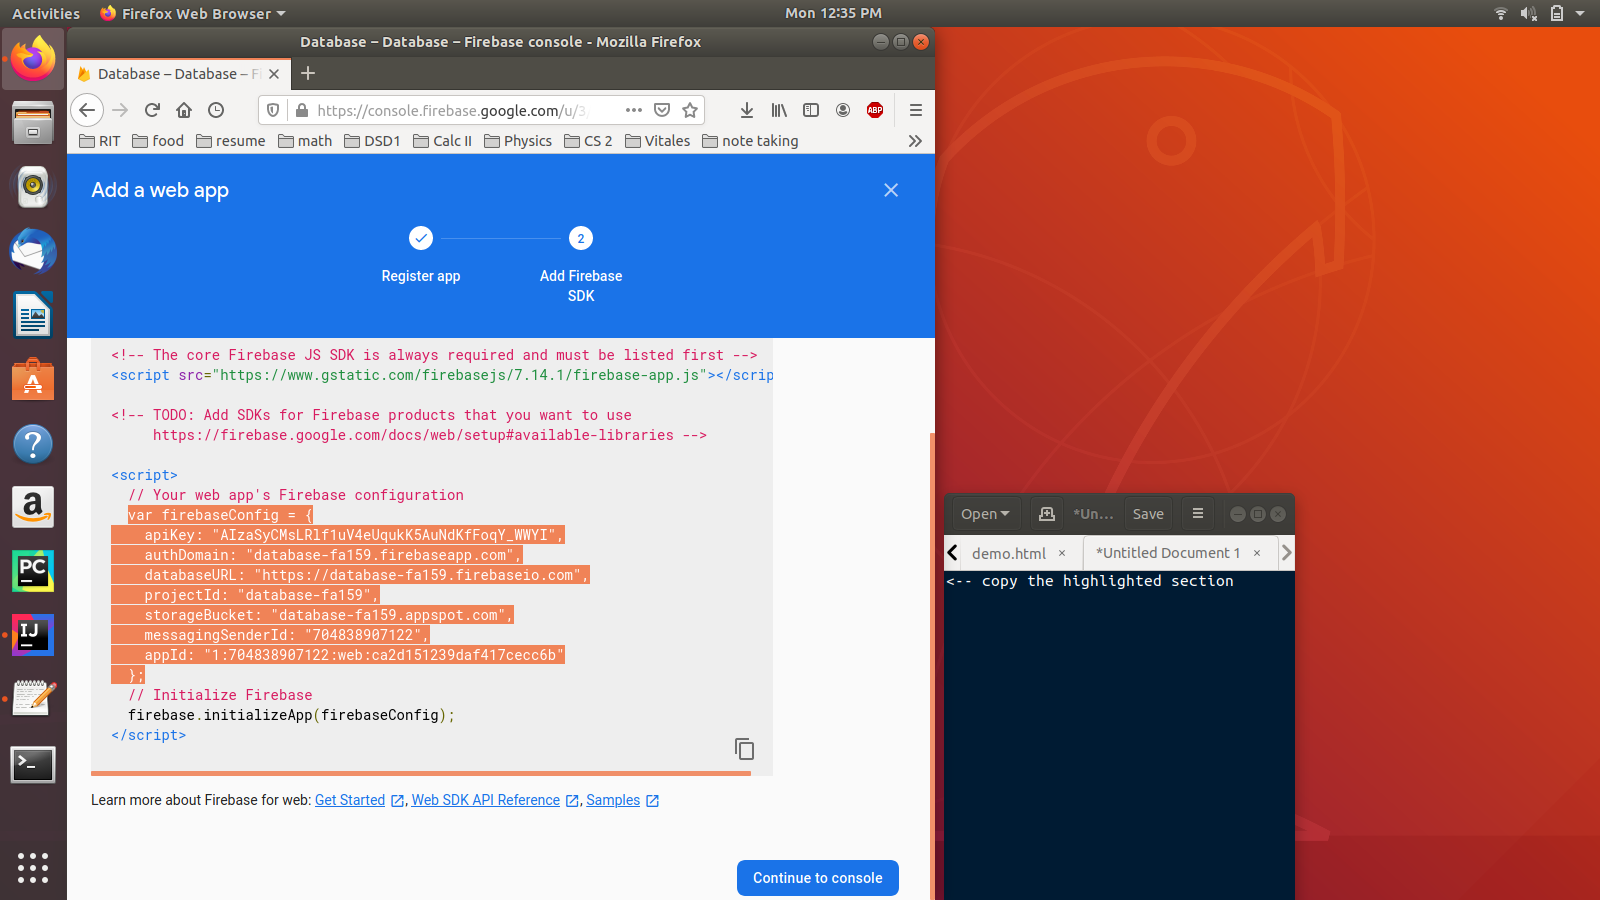 Activities Firefox Web Browser Mon 12:35 PM
Database – Database – Firebase console - Mozilla Firefox
Database – Database – Fi
https://console.firebase.google.com/u/3
ABP
RIT food resume math DSD1 Calc II Physics CS 2 Vitales note taking
Add a web app
2
Register app Add Firebase SDK
<!-- The core Firebase JS SDK is always required and must be listed first -->
<script src="https://www.gstatic.com/firebasejs/7.14.1/firebase-app.js"></scrip
<!-- TODO: Add SDKs for Firebase products that you want to use
https://firebase.google.com/docs/web/setup#available-libraries -->
<script>
// Your web app's Firebase configuration
var firebaseConfig = {
apiKey: "AIzaSyCMsLRlf1uV4eUqukK5AuNdKfFoqY_WWYI",
authDomain: "database-fa159.firebaseapp.com",
databaseURL: "https://database-fa159.firebaseio.com",
projectId: "database-fa159",
storageBucket: "database-fa159.appspot.com",
messagingSenderId: "704838907122",
appId: "1:704838907122:web:ca2d151239daf417cecc6b"
};
// Initialize Firebase
firebase.initializeApp(firebaseConfig);
</script>
Learn more about Firebase for web: Get Started , Web SDK API Reference , Samples
Continue to console
Open *Un... Save
demo.html × *Untitled Document 1 ×
<-- copy the highlighted section
A
?
a
PC
IJ
>_